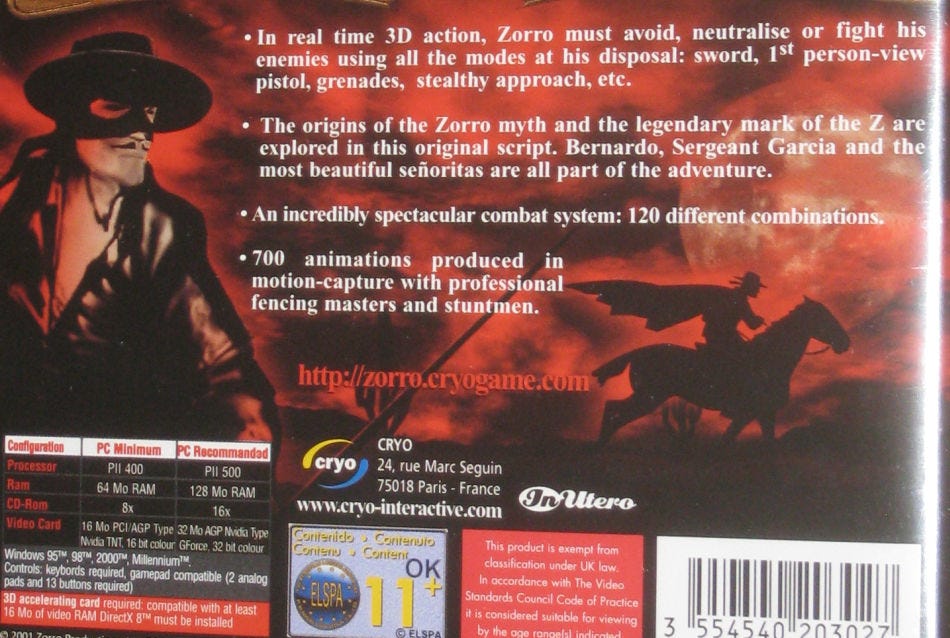 • In real time 3D action, Zorro must avoid, neutralise or fight his
enemies using all the modes at his disposal: sword, 1st person-view
pistol, grenades, stealthy approach, etc.
• The origins of the Zorro myth and the legendary mark of the Z are
explored in this original script. Bernardo, Sergeant Garcia and the
most beautiful señoritas are all part of the adventure.
• An incredibly spectacular combat system: 120 different combinations.
• 700 animations produced in
motion-capture with professional
fencing masters and stuntmen.
http://zorro.cryogame.com
Configuration PC Minimum PC Recommandad
Processor PII 400 PII 500
Ram 64 Mo RAM 128 Mo RAM
CD-Rom 8x 16x
Video Card 16 Mo PCI/AGP Type 32 Mo AGP Nvidia Type
Nvidia TNT, 16 bit colour GForce, 32 bit colour
Windows 95™, 98™, 2000™, Millennium™.
Controls: keybords required, gamepad compatible (2 analog
pads and 13 buttons required)
3D accelerating card required: compatible with at least
16 Mo of video RAM DirectX 8™ must be installed
© 2001 Zorro
cryo
CRYO
24, rue Marc Seguin
75018 Paris - France
www.cryo-interactive.com
In Utero
Contenido • Contenuto
Contenu • Content
OK
ELSPA
11+
© ELSPA
This product is exempt from
classification under UK law.
In accordance with The Video
Standards Council Code of Practice
it is considered suitable for viewing
by the age range(s) indicated
3 554540 203027